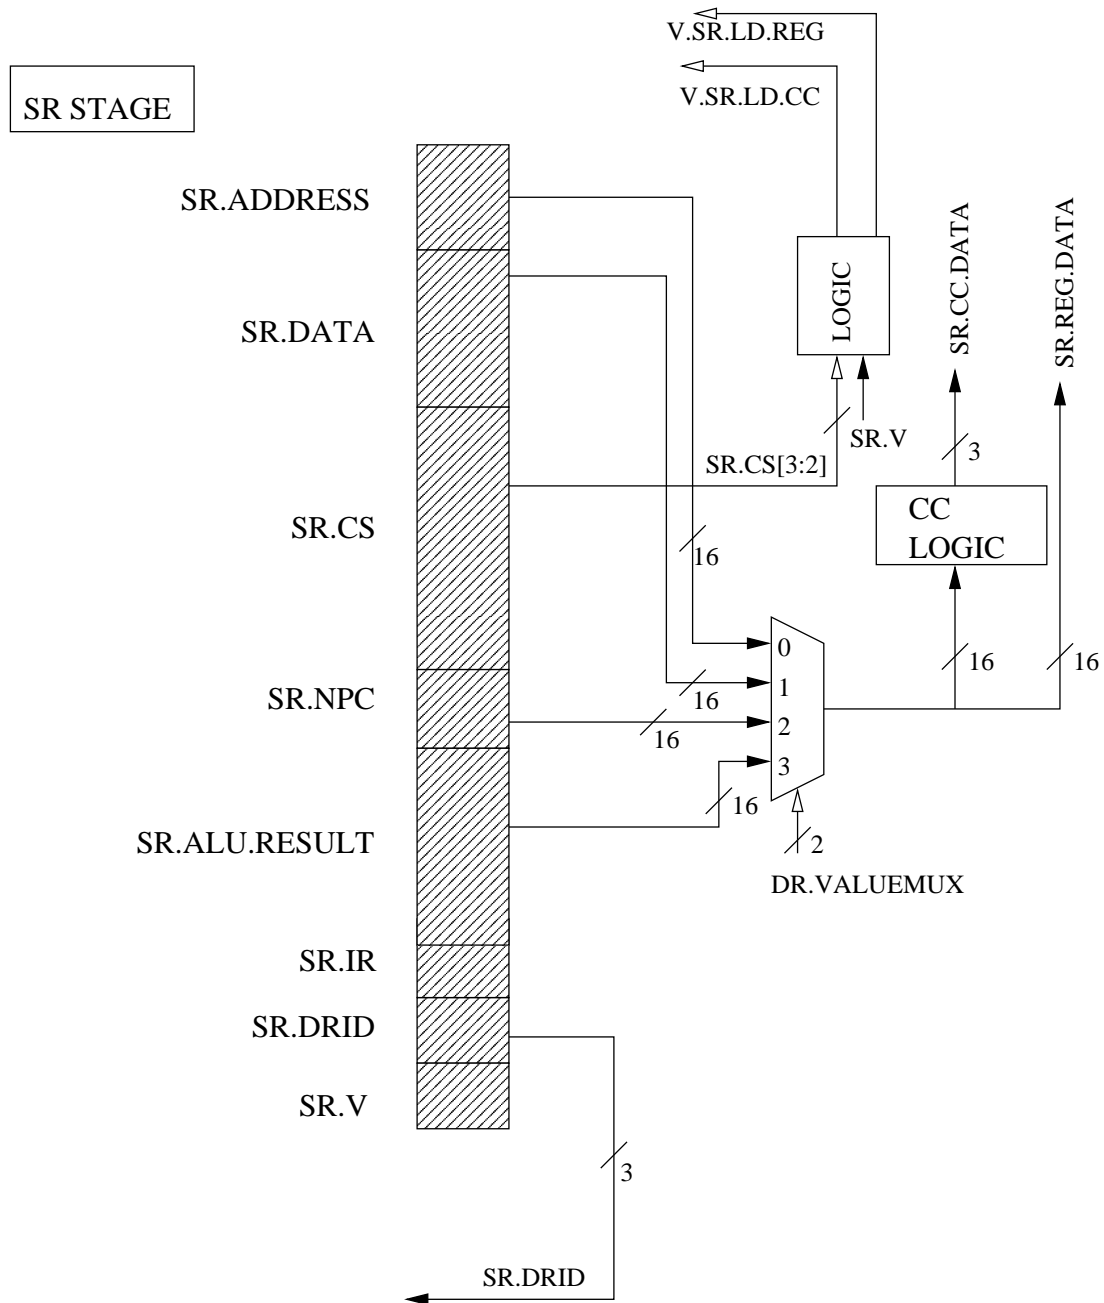 V.SR.LD.REG
V.SR.LD.CC
SR STAGE
SR.ADDRESS
SR.DATA
SR.CS
SR.NPC
SR.ALU.RESULT
SR.IR
SR.DRID
SR.V
LOGIC
SR.V
SR.CS[3:2]
SR.CC.DATA
SR.REG.DATA
3
CC
LOGIC
16
16
16
0
1
2
3
16
16
16
2
DR.VALUEMUX
3
SR.DRID